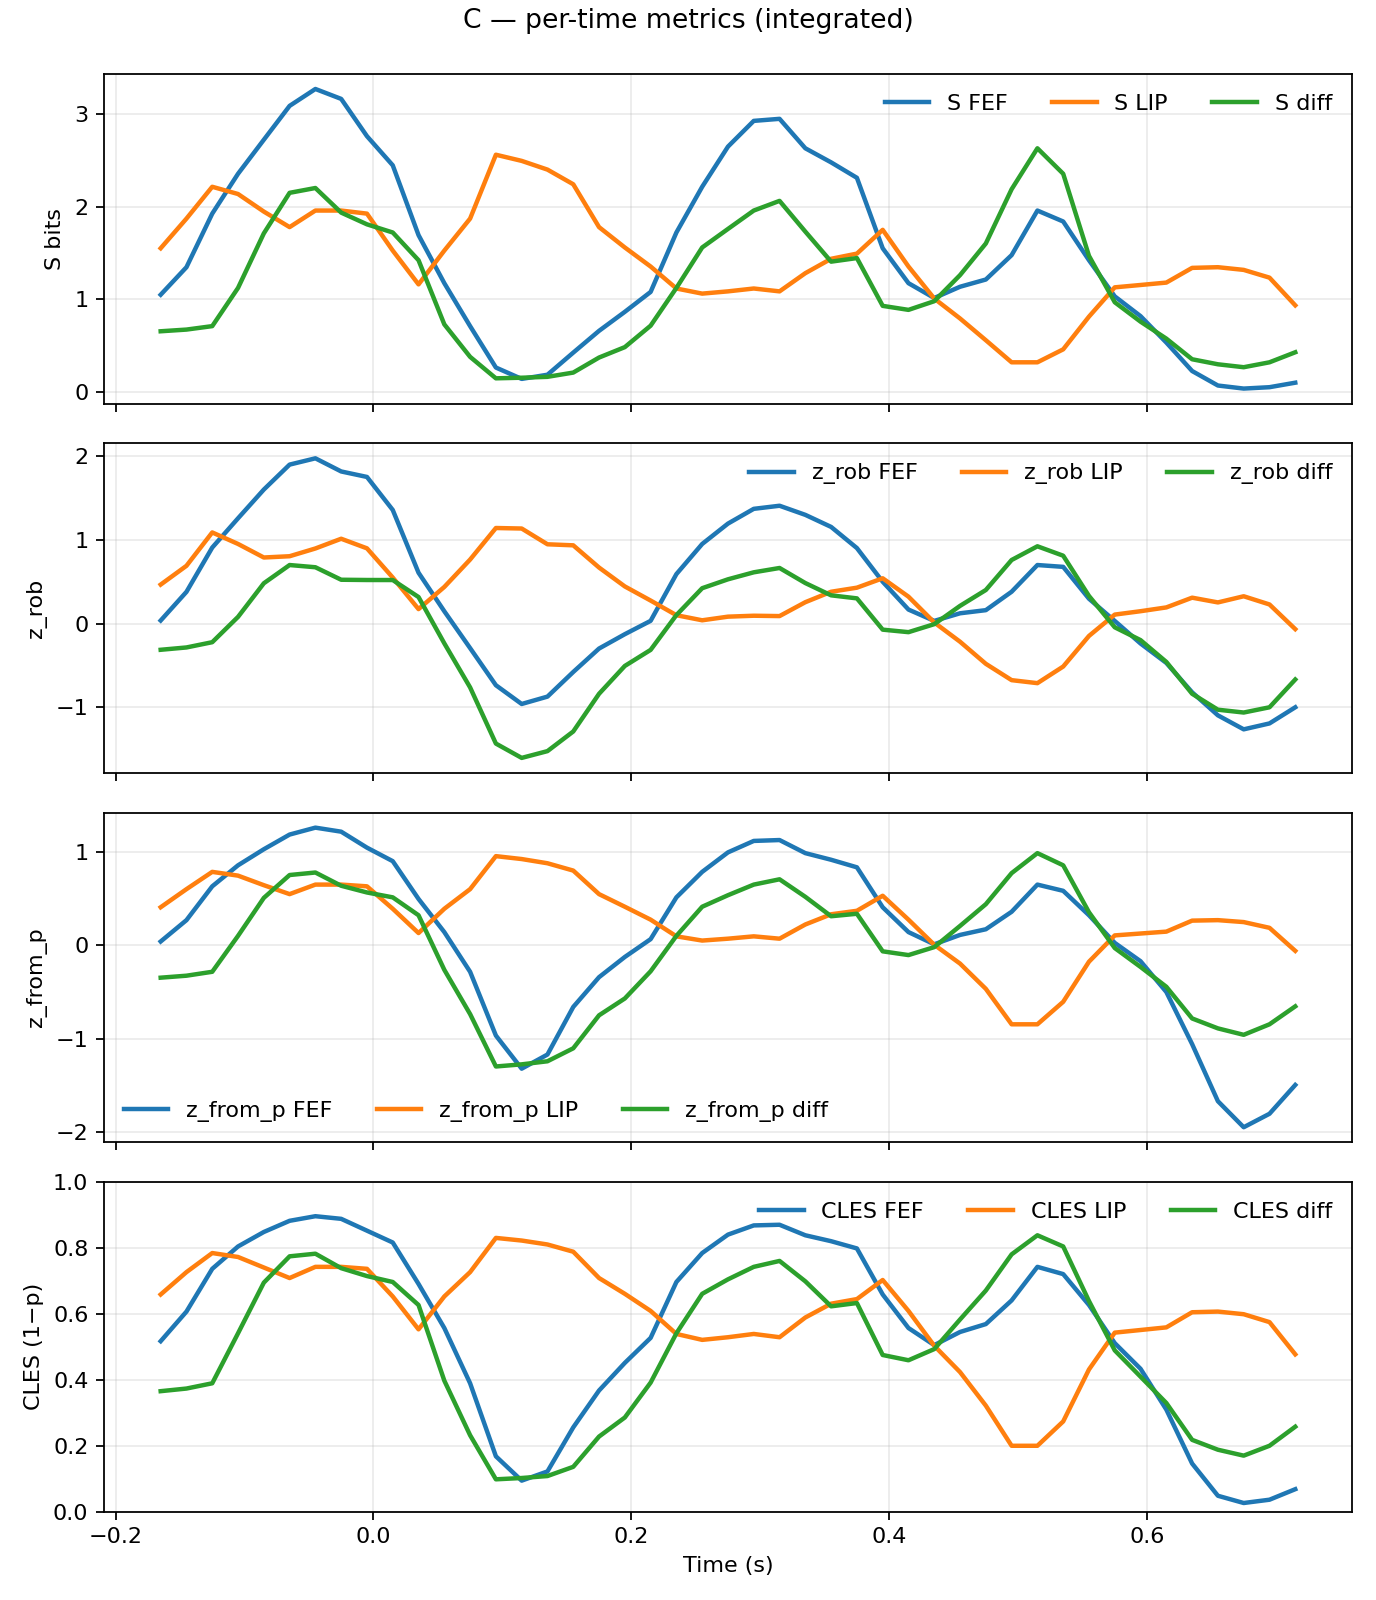 C — per-time metrics (integrated)
S FEF S LIP S diff
3
2
1
0
S bits
z_rob FEF z_rob LIP z_rob diff
2
1
0
−1
z_rob
1
0
−1
−2
z_from_p
z_from_p FEF z_from_p LIP z_from_p diff
CLES FEF CLES LIP CLES diff
1.0
0.8
0.6
0.4
0.2
0.0
CLES (1−p)
−0.2 0.0 0.2 0.4 0.6
Time (s)